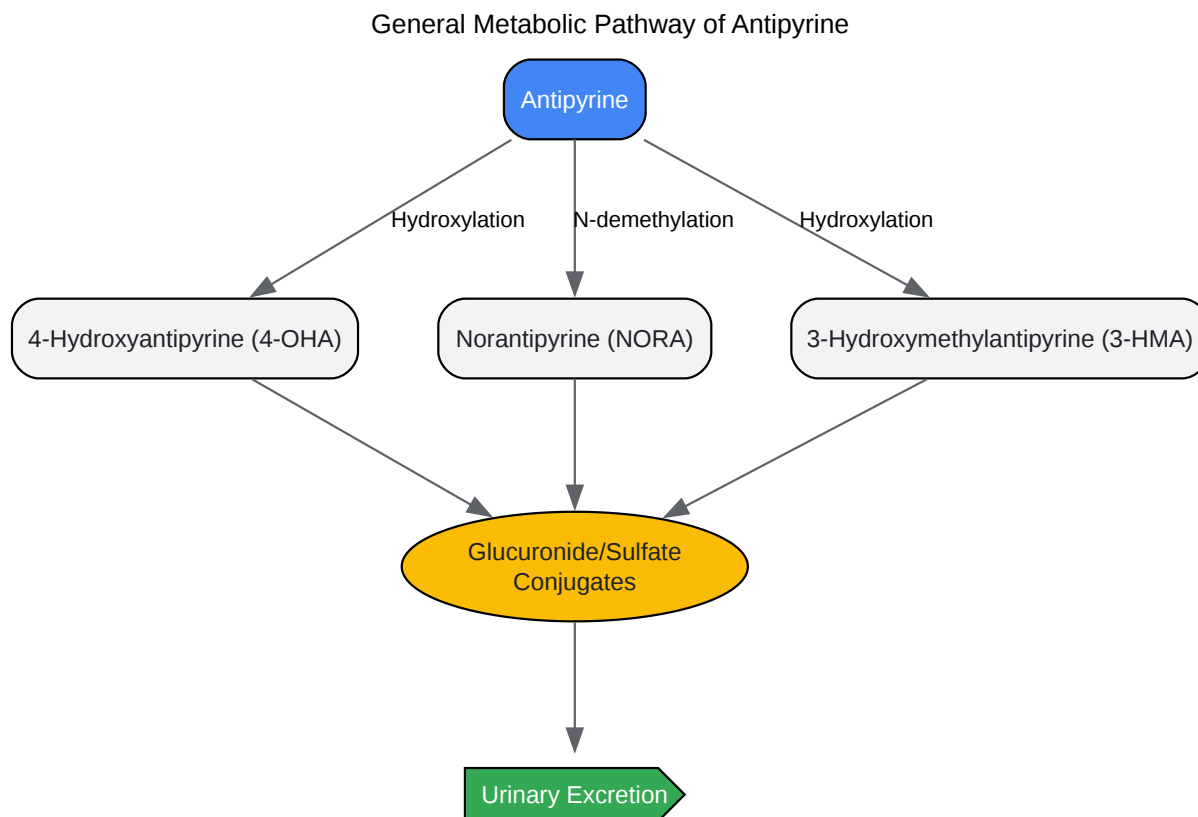 General Metabolic Pathway of Antipyrine
Antipyrine
Hydroxylation
N-demethylation
Hydroxylation
4-Hydroxyantipyrine (4-OHA)
Norantipyrine (NORA)
3-Hydroxymethylantipyrine (3-HMA)
Glucuronide/Sulfate
Conjugates
Urinary Excretion